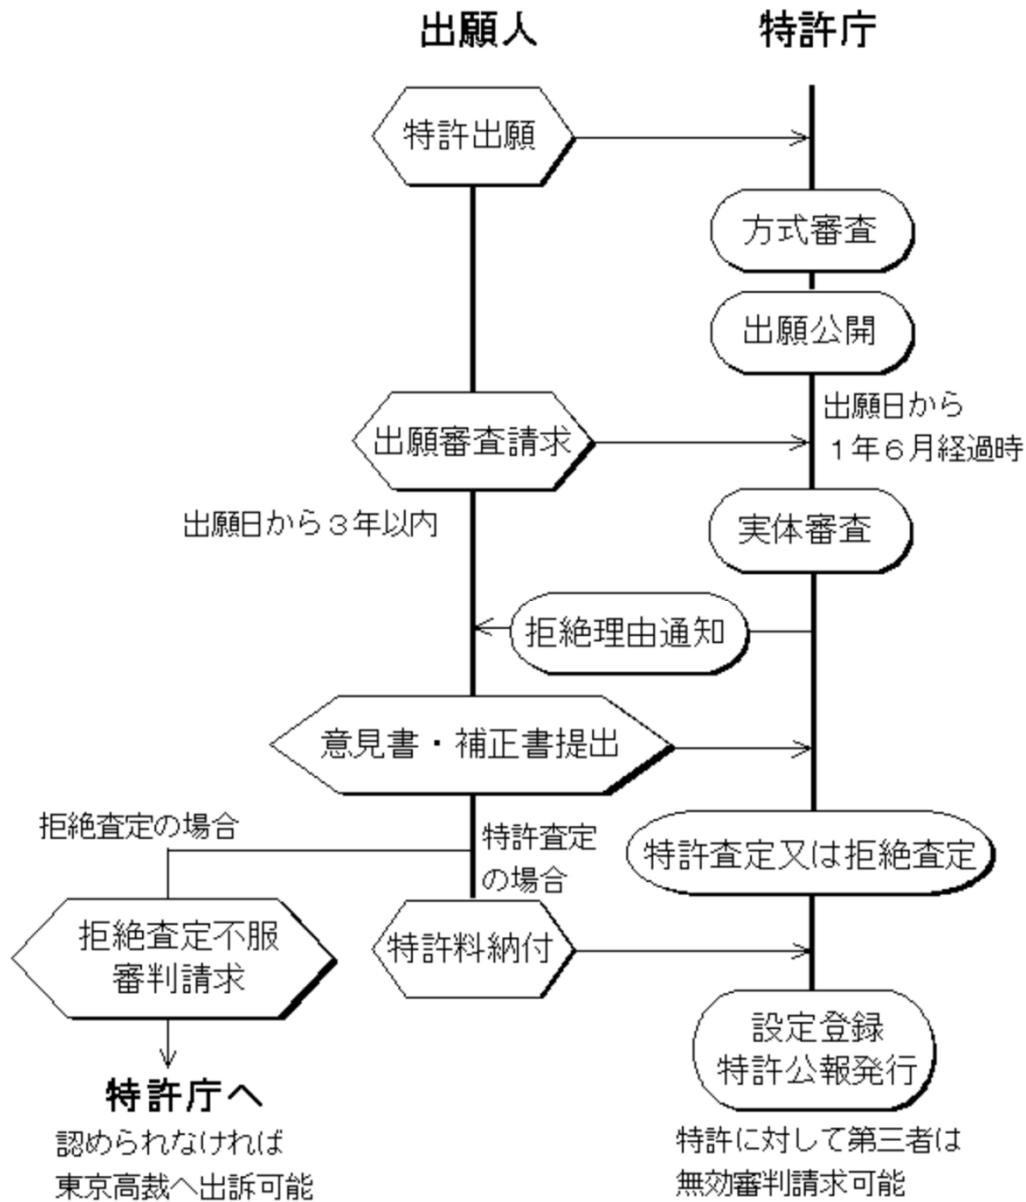 出願人
特許庁
特許出願
方式審査
出願公開
出願日から
1年6月経過時
出願審査請求
出願日から3年以内
実体審査
拒絶理由通知
意見書・補正書提出
拒絶査定の場合
特許査定
の場合
特許査定又は拒絶査定
拒絶査定不服
審判請求
特許料納付
設定登録
特許公報発行
特許庁へ
認められなければ
東京高裁へ出訴可能
特許に対して第三者は
無効審判請求可能